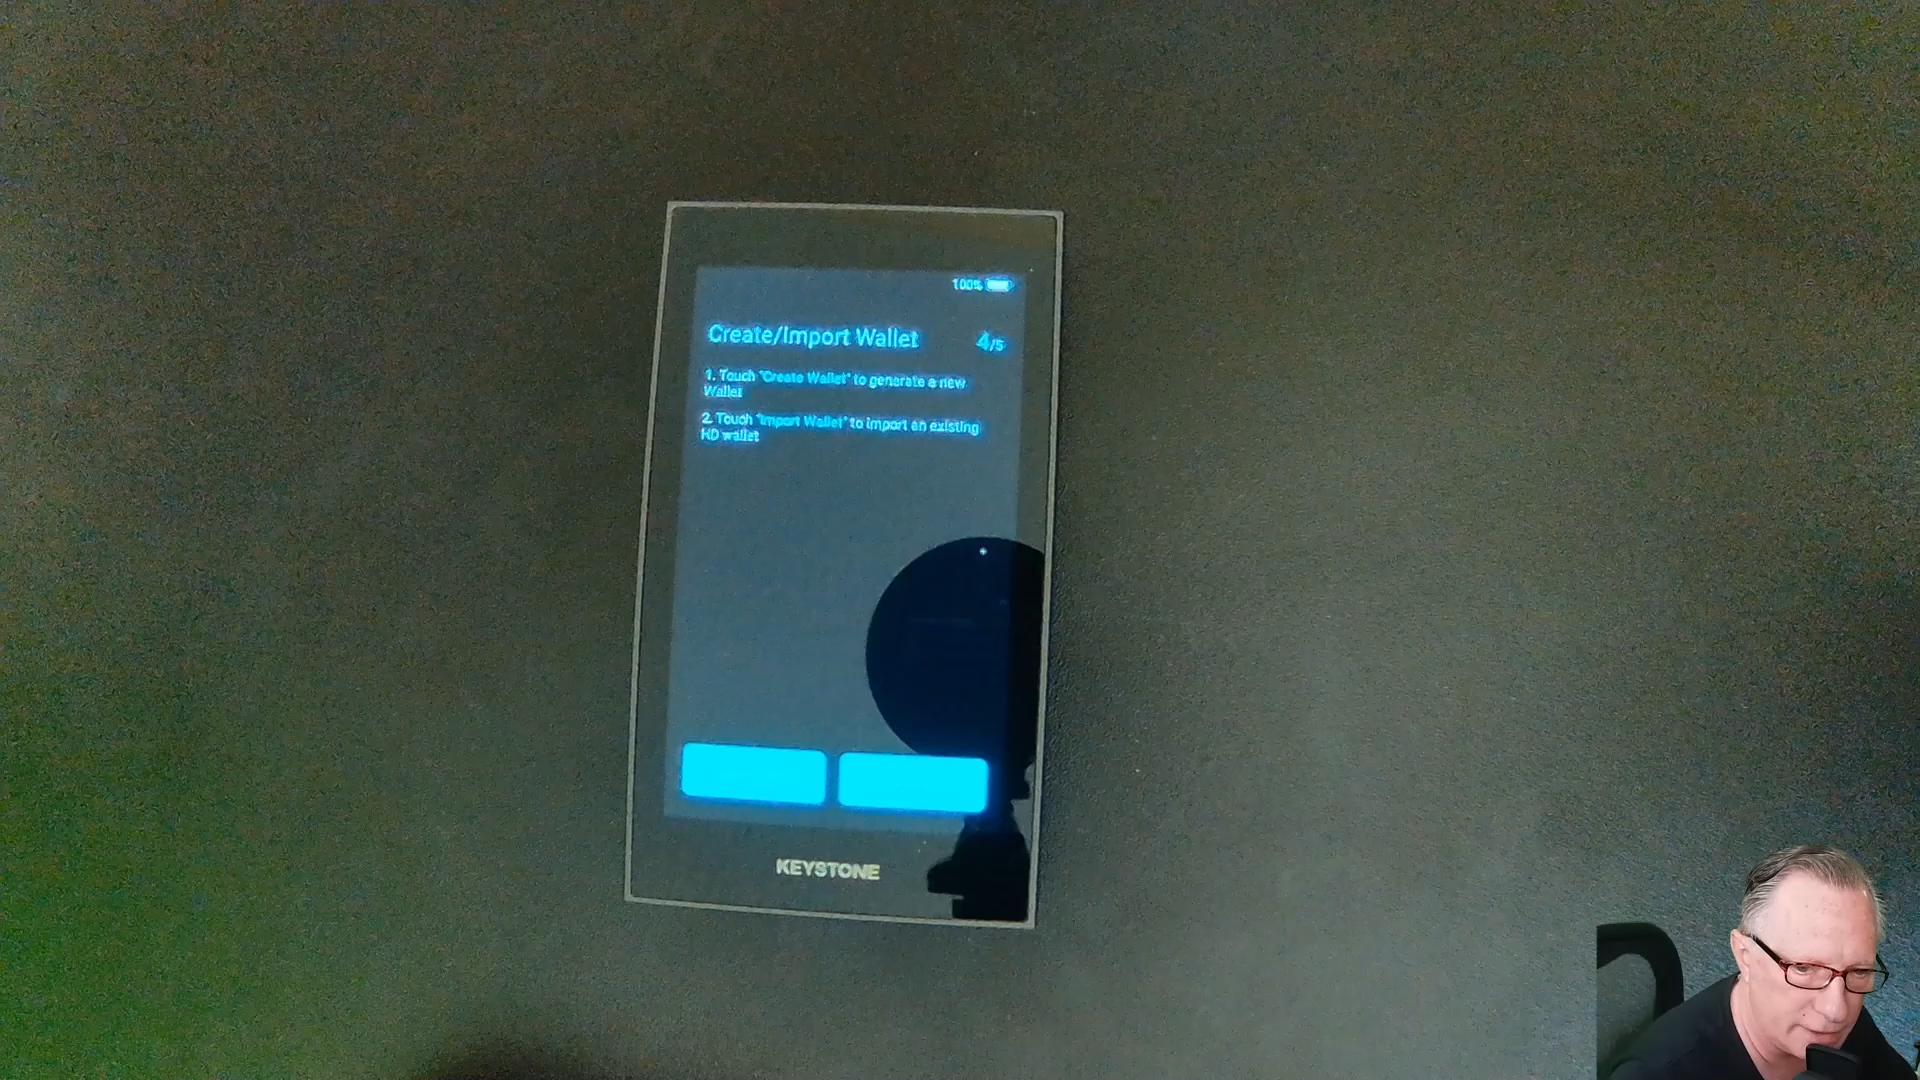 100%
Create/Import Wallet 4/5
1. Touch "Create Wallet" to generate a new
Wallet
2. Touch "Import Wallet" to import an existing
HD wallet
KEYSTONE